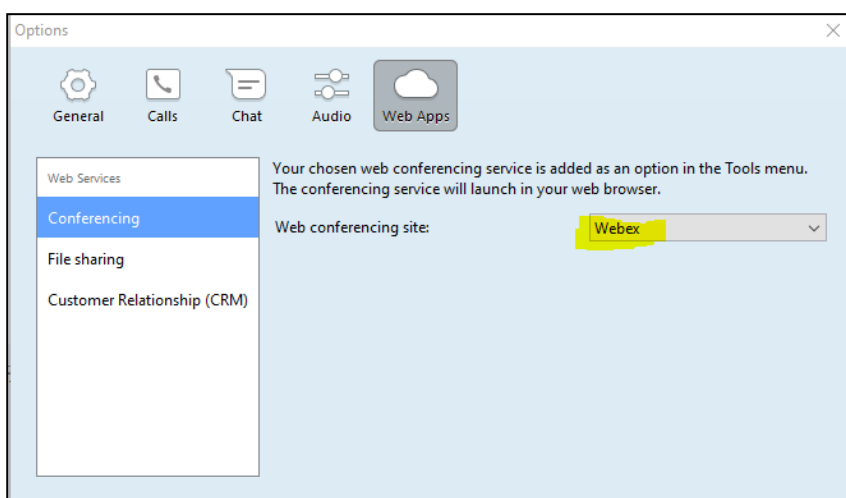 Options
General Calls Chat Audio Web Apps
Web Services
Conferencing
File sharing
Customer Relationship (CRM)
Your chosen web conferencing service is added as an option in the Tools menu.
The conferencing service will launch in your web browser.
Web conferencing site: Webex